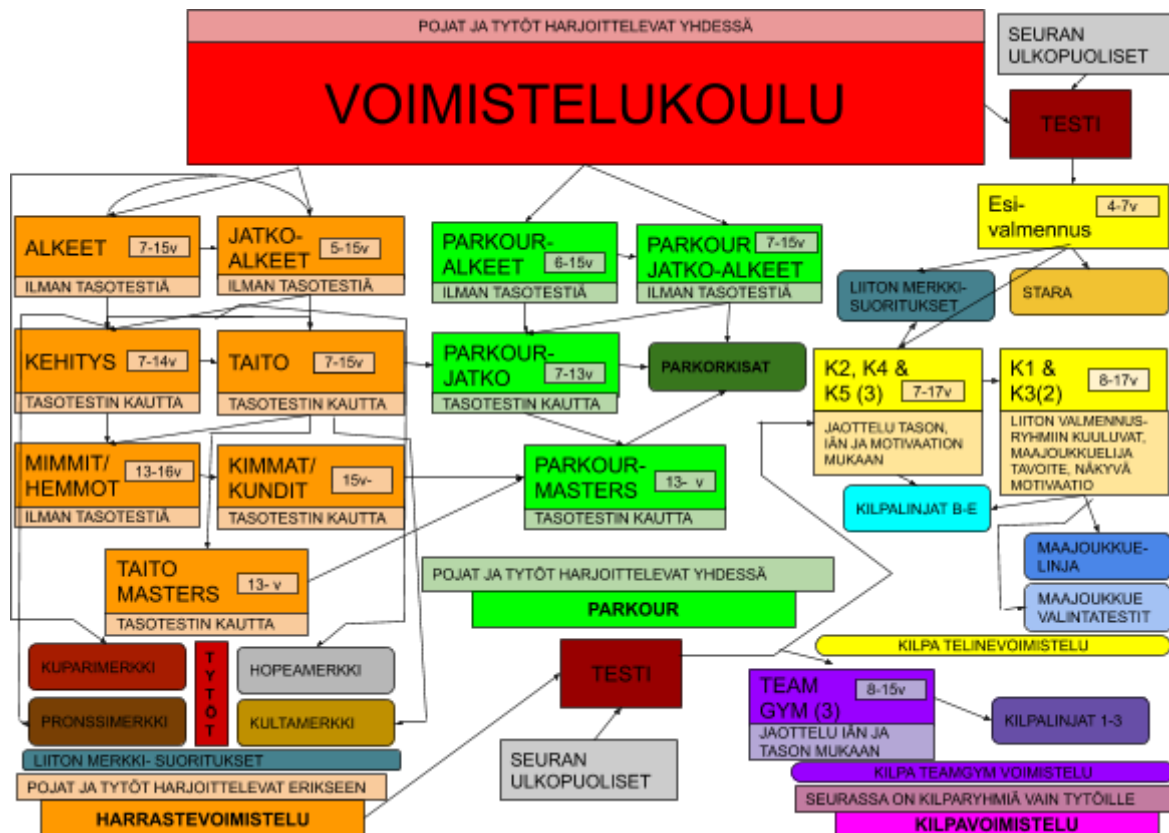 POJAT JA TYTÖT HARJOITTELEVAT YHDESSÄ
VOIMISTELUKOULU
SEURAN
ULKOPUOLISET
TESTI
Esi-
valmennus
4-7v
ALKEET
7-15v
ILMAN TASOTESTIÄ
JATKO-
ALKEET
5-15v
ILMAN TASOTESTIÄ
PARKOUR-
ALKEET
6-15v
ILMAN TASOTESTIÄ
PARKOUR
JATKO-ALKEET
7-15v
ILMAN TASOTESTIÄ
LIITON MERKKI-
SUORITUKSET
STARA
KEHITYS
7-14v
TASOTESTIN KAUTTA
TAITO
7-15v
TASOTESTIN KAUTTA
PARKOUR-
JATKO
7-13v
TASOTESTIN KAUTTA
PARKORKISAT
K2, K4 &
K5 (3)
7-17v
JAOTTELU TASON,
IÄN JA MOTIVAATION
MUKAAN
K1 &
K3(2)
8-17v
LIITON VALMENNUS-
RYHMIIN KUULUVAT,
MAAJOUKKUELIJA
TAVOITE, NÄKYVÄ
MOTIVAATIO
MIMMIT/
HEMMOT
13-16v
ILMAN TASOTESTIÄ
KIMMAT/
KUNDIT
15v-
TASOTESTIN KAUTTA
PARKOUR-
MASTERS
13- v
TASOTESTIN KAUTTA
KILPALINJAT B-E
MAAJOUKKUE-
LINJA
MAAJOUKKUE
VALINTATESTIT
TAITO
MASTERS
13- v
TASOTESTIN KAUTTA
POJAT JA TYTÖT HARJOITTELEVAT YHDESSÄ
PARKOUR
KILPA TELINEVOIMISTELU
KUPARIMERKKI
TYTÖT
HOPEAMERKKI
PRONSSIMERKKI
KULTAMERKKI
LIITON MERKKI- SUORITUKSET
POJAT JA TYTÖT HARJOITTELEVAT ERIKSEEN
HARRASTEVOIMISTELU
TESTI
SEURAN
ULKOPUOLISET
TEAM
GYM (3)
8-15v
JAOTTELU IÄN JA
TASON MUKAAN
KILPALINJAT 1-3
KILPA TEAMGYM VOIMISTELU
SEURASSA ON KILPARYHMIÄ VAIN TYTÖILLE
KILPAVOIMISTELU